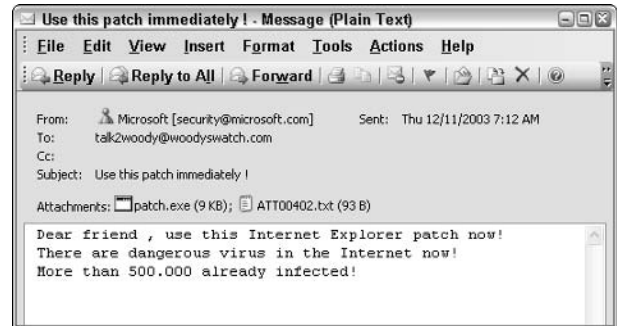 Use this patch immediately ! - Message (Plain Text)
File Edit View Insert Format Tools Actions Help
Reply Reply to All Forward
From: Microsoft [security@microsoft.com] Sent: Thu 12/11/2003 7:12 AM
To: talk2woody@woodyswatch.com
Cc:
Subject: Use this patch immediately !
Attachments: patch.exe (9 KB); ATT00402.txt (93 B)
Dear friend , use this Internet Explorer patch now!
There are dangerous virus in the Internet now!
More than 500.000 already infected!